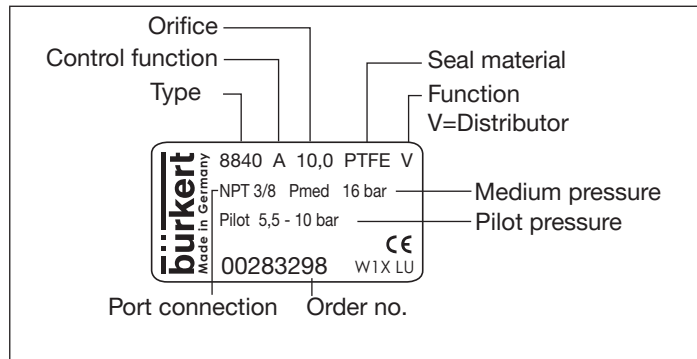 Orifice
Control function
Type
Seal material
Function
V=Distributor
bürkert
Made in Germany
8840 A 10,0 PTFE V
NPT 3/8 Pmed 16 bar
Pilot 5,5 - 10 bar
CE
00283298 W1X LU
Medium pressure
Pilot pressure
Port connection
Order no.